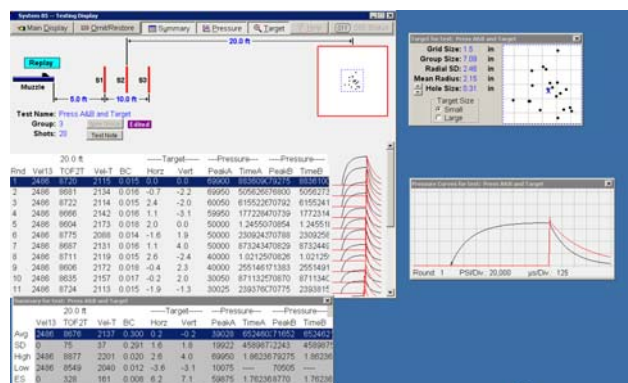 System 85 -- Testing Display
Main Display Omit/Restore Summary Pressure Target
20.0 ft
Replay
S1 S2 S3
Muzzle
5.0 ft 10.0 ft
Test Name: Press A&B and Target
Group: 3 Edited
Shots: 20 Test Note
20.0 ft -----Target----- ---Pressure--- ---Pressure---
Rnd Vel13 TOF2T Vel-T BC Horz Vert PeakA TimeA PeakB TimeB
1 2486 8720 2115 0.015 0.0 0.0 69900
2 2486 8681 2134 0.016 -0.7 -2.2 69800
3 2486 8722 2114 0.015 2.4 -2.0 60050
4 2486 8666 2142 0.016 1.1 -3.1 59950
5 2486 8604 2173 0.018 2.0 0.0 50000
6 2486 8775 2088 0.014 -1.6 1.9 50000
7 2486 8687 2131 0.016 1.1 4.0 50000
8 2486 8711 2119 0.015 2.6 -2.4 40000
9 2486 8606 2172 0.018 -0.4 2.3 40000
10 2486 8635 2157 0.017 -0.2 2.0 30050
11 2486 8724 2113 0.015 -1.9 -1.3 30025
Summary for test: Press A&B and Target
20.0 ft -----Target----- ---Pressure--- ---Pressure---
Vel13 TOF2T Vel-T BC Horz Vert PeakA TimeA PeakB TimeB
Avg 2486 8676 2137 0.300 0.2 -0.2 39028
SD 0 75 37 0.291 1.6 1.8 19922
High 2486 8877 2201 0.020 2.6 4.0 69950
Low 2486 8549 2040 0.012 -3.6 -3.1 10075 ---- 70505 ----
ES 0 328 161 0.008 6.2 7.1 59875
Target for test: Press A&B and Target
Grid Size: 1.5 in
Group Size: 7.09 in
Radial SD: 2.46 in
Mean Radius: 2.15 in
Hole Size: 0.31 in
Target Size
Small
Large
Pressure Curves for test: Press A&B and Target
Round 1 PSI/Div: 20,000 µs/Div: 125